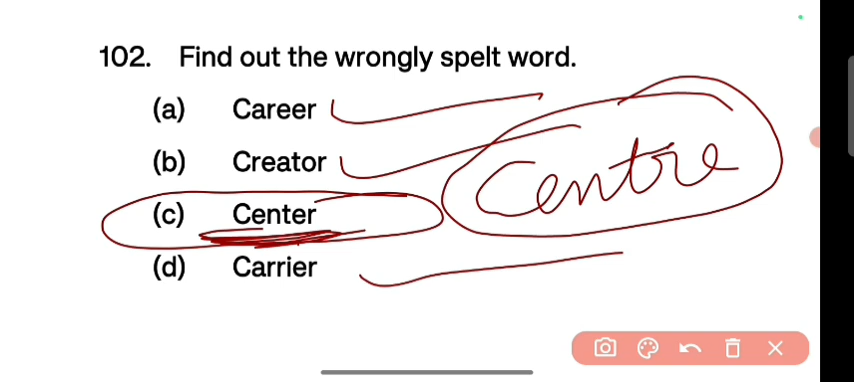 102. Find out the wrongly spelt word.
(a) Career
(b) Creator
(c) Center
Centre
(d) Carrier